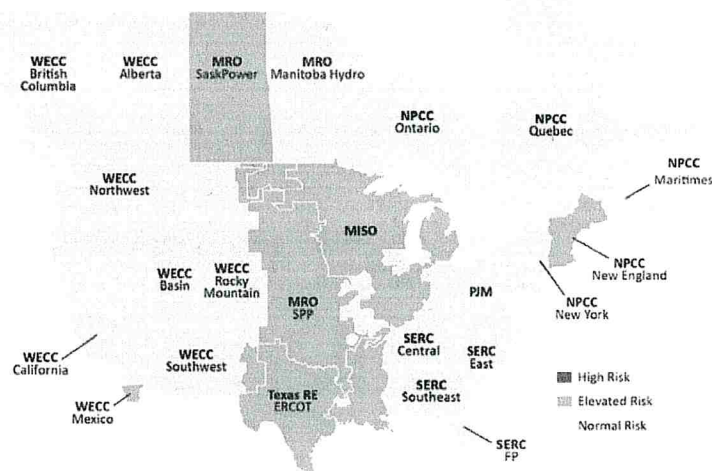 WECC
British
Columbia
WECC
Alberta
MRO
SaskPower
MRO
Manitoba Hydro
NPCC
Ontario
NPCC
Quebec
NPCC
Maritimes
WECC
Northwest
MISO
NPCC
New England
WECC
Basin
WECC
Rocky
Mountain
MRO
SPP
PJM
NPCC
New York
WECC
California
WECC
Southwest
SERC
Central
SERC
East
WECC
Mexico
Texas RE
ERCOT
SERC
Southeast
SERC
FP
High Risk
Elevated Risk
Normal Risk